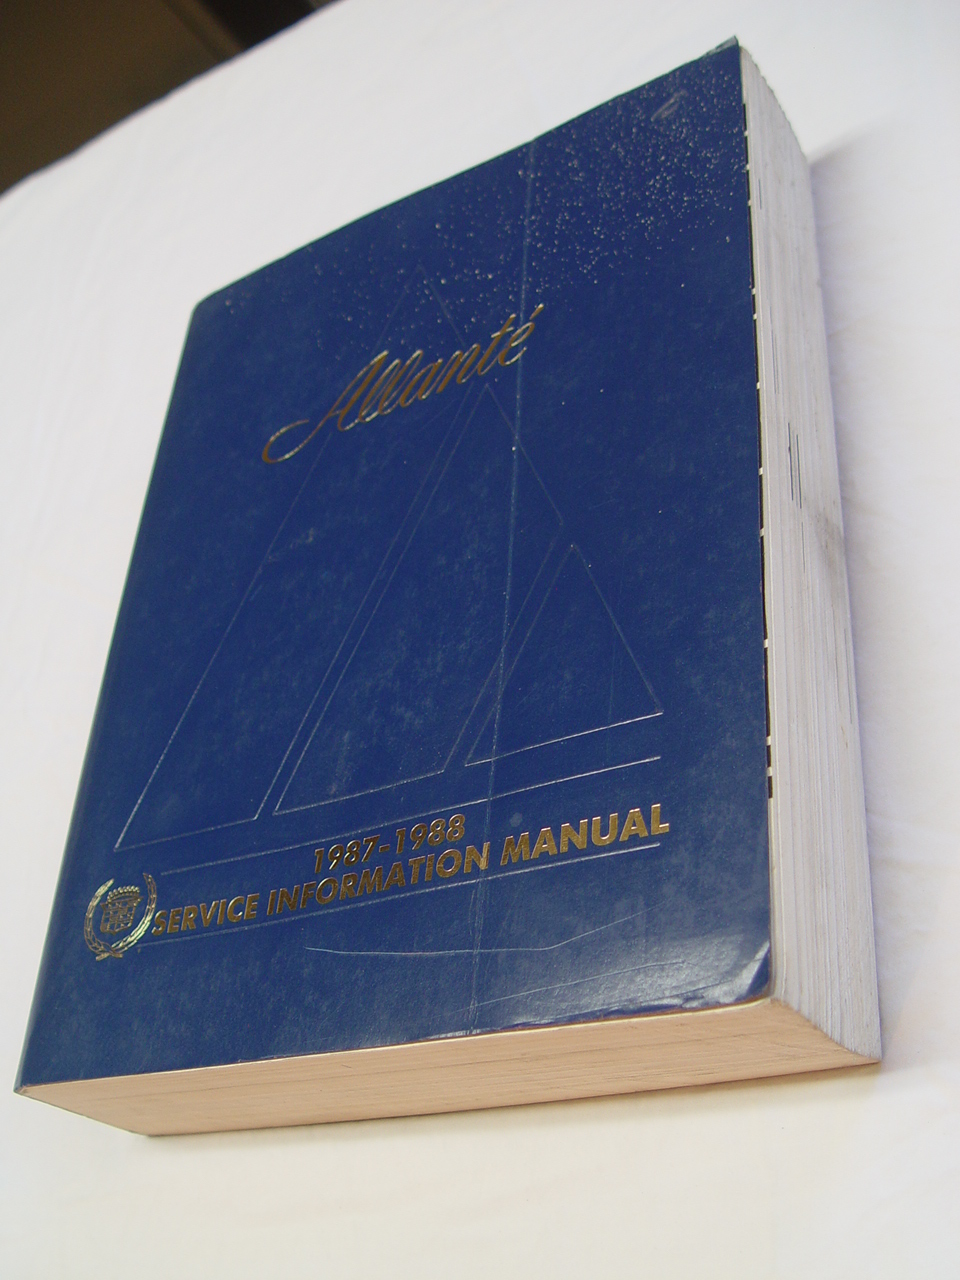 Allanté
1987-1988
SERVICE INFORMATION MANUAL